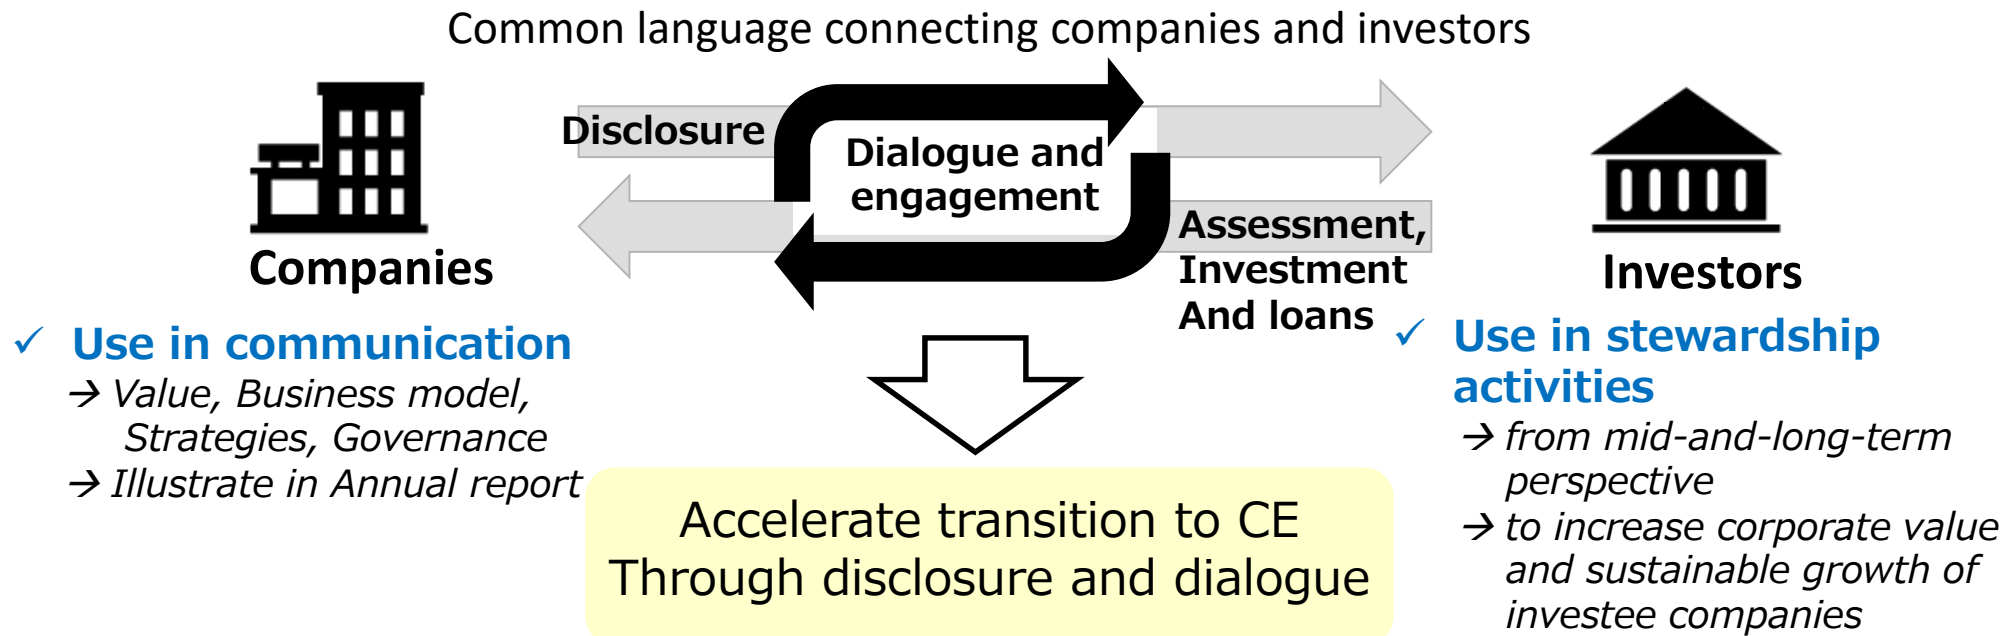 Common language connecting companies and investors
Disclosure
Dialogue and
engagement
Assessment,
Investment
And loans
Companies
✓ Use in communication
→ Value, Business model,
Strategies, Governance
→ Illustrate in Annual report
Investors
✓ Use in stewardship
activities
→ from mid-and-long-term
perspective
→ to increase corporate value
and sustainable growth of
investee companies
Accelerate transition to CE
Through disclosure and dialogue